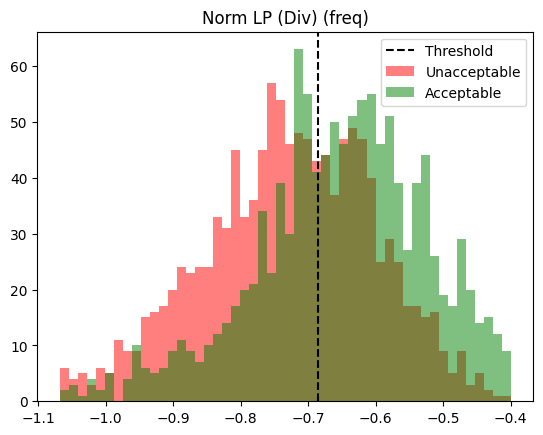 Norm LP (Div) (freq)
Threshold
Unacceptable
Acceptable
60
50
40
30
20
10
0
−1.1 −1.0 −0.9 −0.8 −0.7 −0.6 −0.5 −0.4